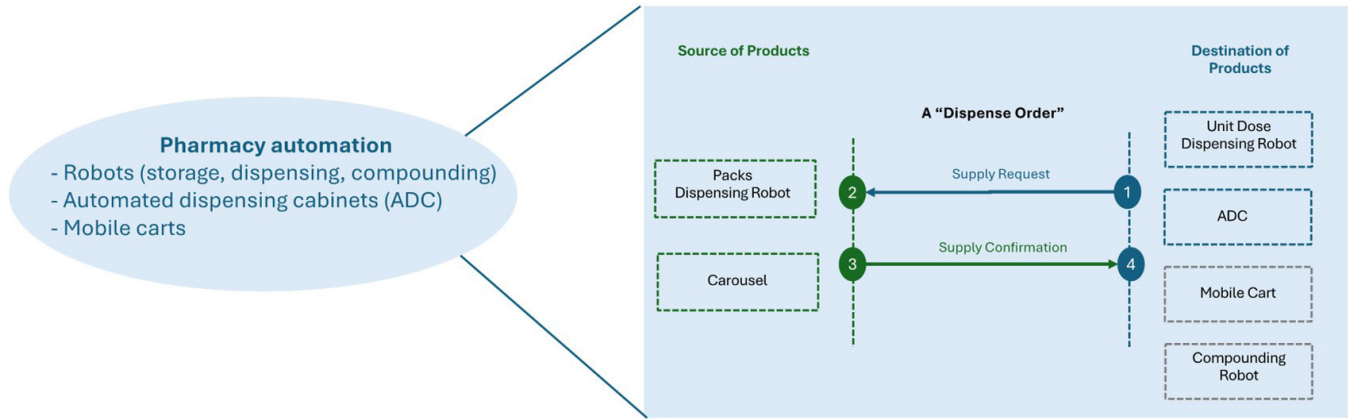 Pharmacy automation
- Robots (storage, dispensing, compounding)
- Automated dispensing cabinets (ADC)
- Mobile carts
Source of Products
Destination of
Products
A “Dispense Order”
Packs
Dispensing Robot
Carousel
2
Supply Request
1
3
Supply Confirmation
4
Unit Dose
Dispensing Robot
ADC
Mobile Cart
Compounding
Robot